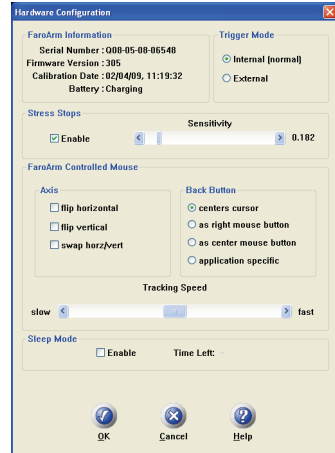 Hardware Configuration
FaroArm Information
Serial Number : Q08-05-08-06548
Firmware Version : 305
Calibration Date : 02/04/09, 11:19:32
Battery : Charging
Trigger Mode
Internal (normal)
External
Stress Stops
Enable
Sensitivity
0.182
FaroArm Controlled Mouse
Axis
flip horizontal
flip vertical
swap horz/vert
Back Button
centers cursor
as right mouse button
as center mouse button
application specific
Tracking Speed
slow
fast
Sleep Mode
Enable
Time Left: -
OK
Cancel
Help